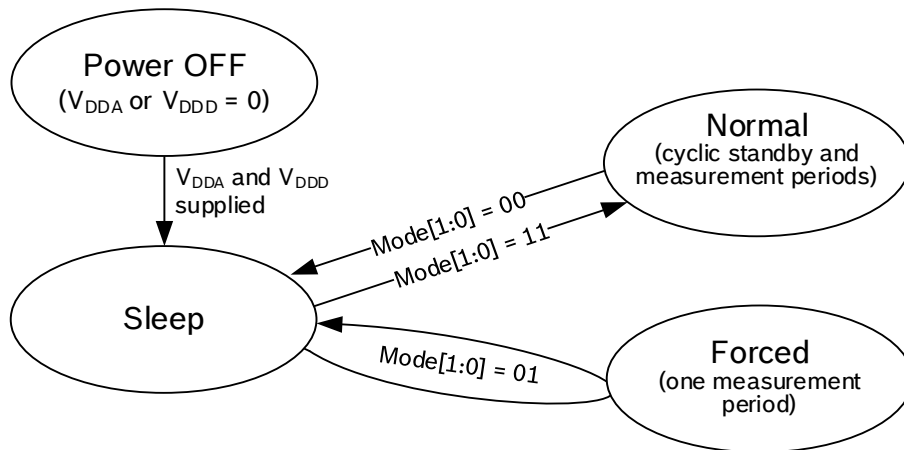 Power OFF
(VDDA or VDDD = 0)
VDDA and VDDD
supplied
Normal
(cyclic standby and
measurement periods)
Mode[1:0] = 00
Mode[1:0] = 11
Sleep
Mode[1:0] = 01
Forced
(one measurement
period)